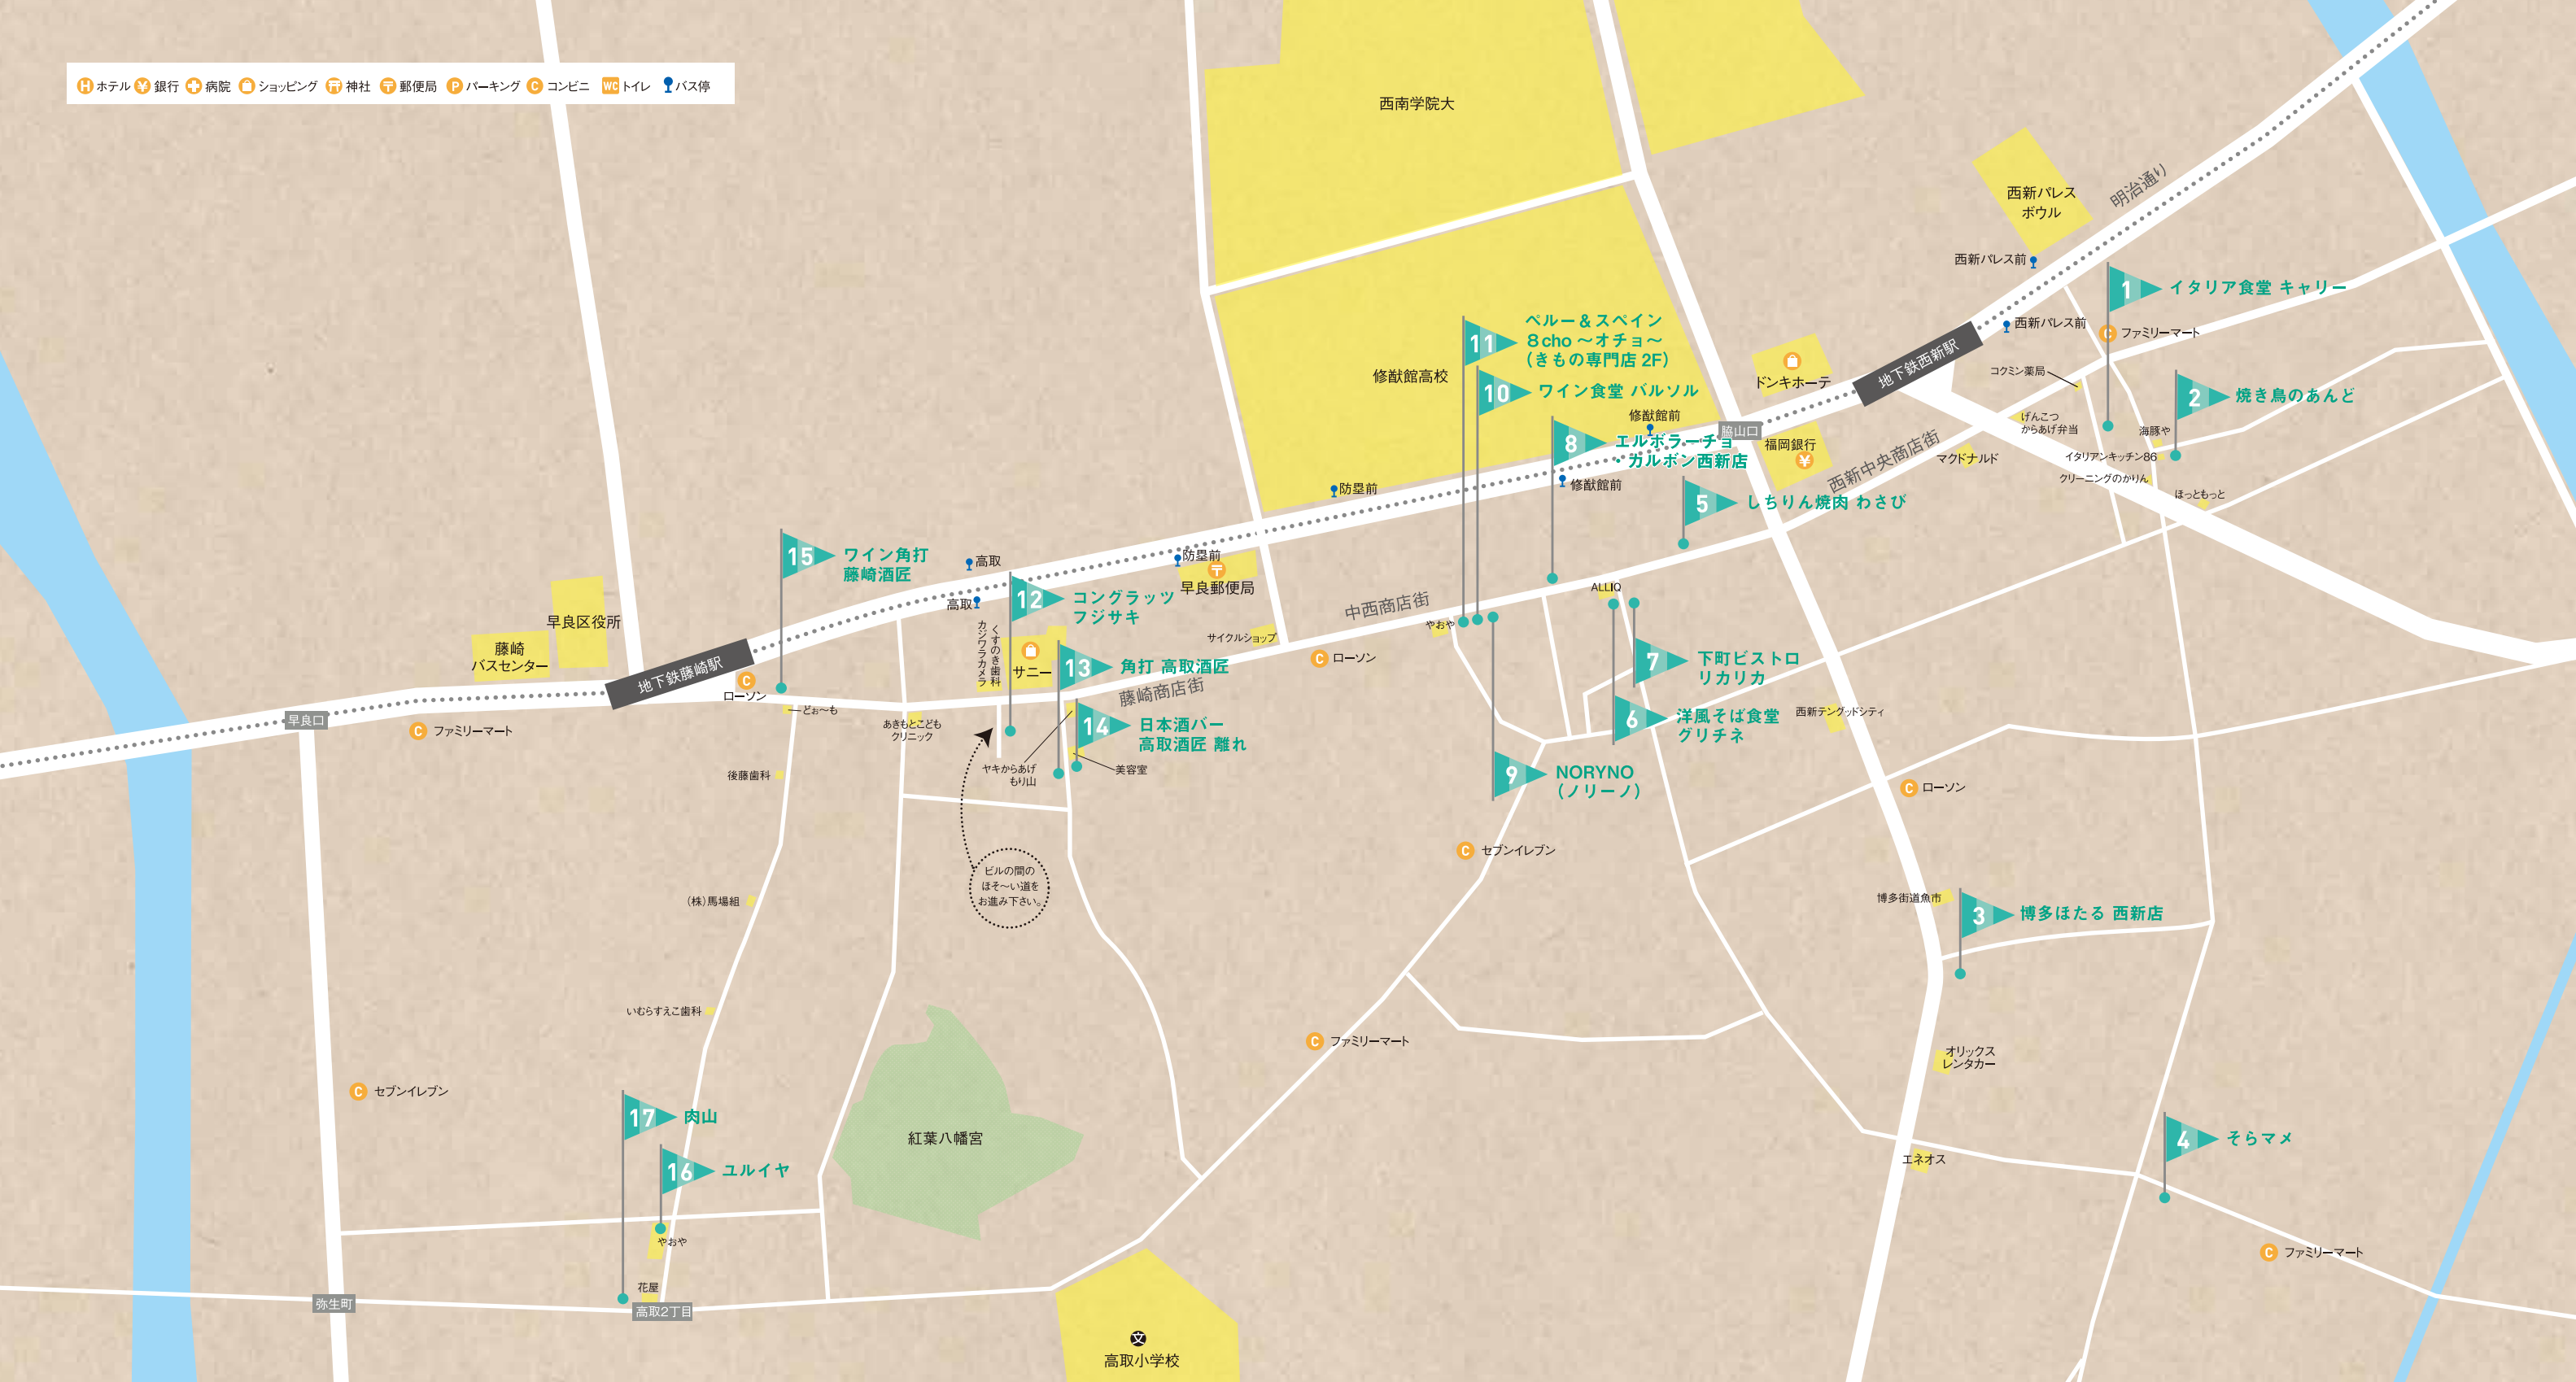 ホテル 銀行 病院 ショッピング 神社 郵便局 パーキング コンビニ WC トイレ バス停
西南学院大
西新パレス
ボウル
明治通り
西新パレス前
西新パレス前
1 イタリア食堂 キャリー
ファミリーマート
地下鉄西新駅
コクミン薬局
2 焼き鳥のあんど
げんこつ
からあげ弁当
海豚や
イタリアンキッチン86
クリーニングのかりん
ほっともっと
マクドナルド
西新中央商店街
ドンキホーテ
脇山口
福岡銀行
修猷館高校
11 ペルー＆スペイン
8cho ～オチョ～
（きもの専門店 2F）
10 ワイン食堂 バルソル
修猷館前
8 エルボラーチョ
・カルボン西新店
修猷館前
5 しちりん焼肉 わさび
防塁前
防塁前
早良郵便局
高取
高取
15 ワイン角打
藤崎酒匠
12 コングラッツ
フジサキ
くすのき歯科
カジワラカメラ
サニー
13 角打 高取酒匠
藤崎商店街
14 日本酒バー
高取酒匠 離れ
サイクルショップ
ローソン
中西商店街
やおや
ALLIQ
7 下町ビストロ
リカリカ
6 洋風そば食堂
グリチネ
9 NORYNO
（ノリーノ）
西新テングッドシティ
早良区役所
藤崎
バスセンター
地下鉄藤崎駅
ローソン
どぉ〜も
早良口
ファミリーマート
あきもとこども
クリニック
ヤキからあげ
もり山
美容室
後藤歯科
ビルの間の
ほそ〜い道を
お進み下さい。
（株）馬場組
いむらすえこ歯科
セブンイレブン
セブンイレブン
ローソン
博多街道魚市
3 博多ほたる 西新店
オリックス
レンタカー
ファミリーマート
エネオス
4 そらマメ
ファミリーマート
17 肉山
16 ユルイヤ
紅葉八幡宮
やおや
花屋
弥生町
高取2丁目
文
高取小学校